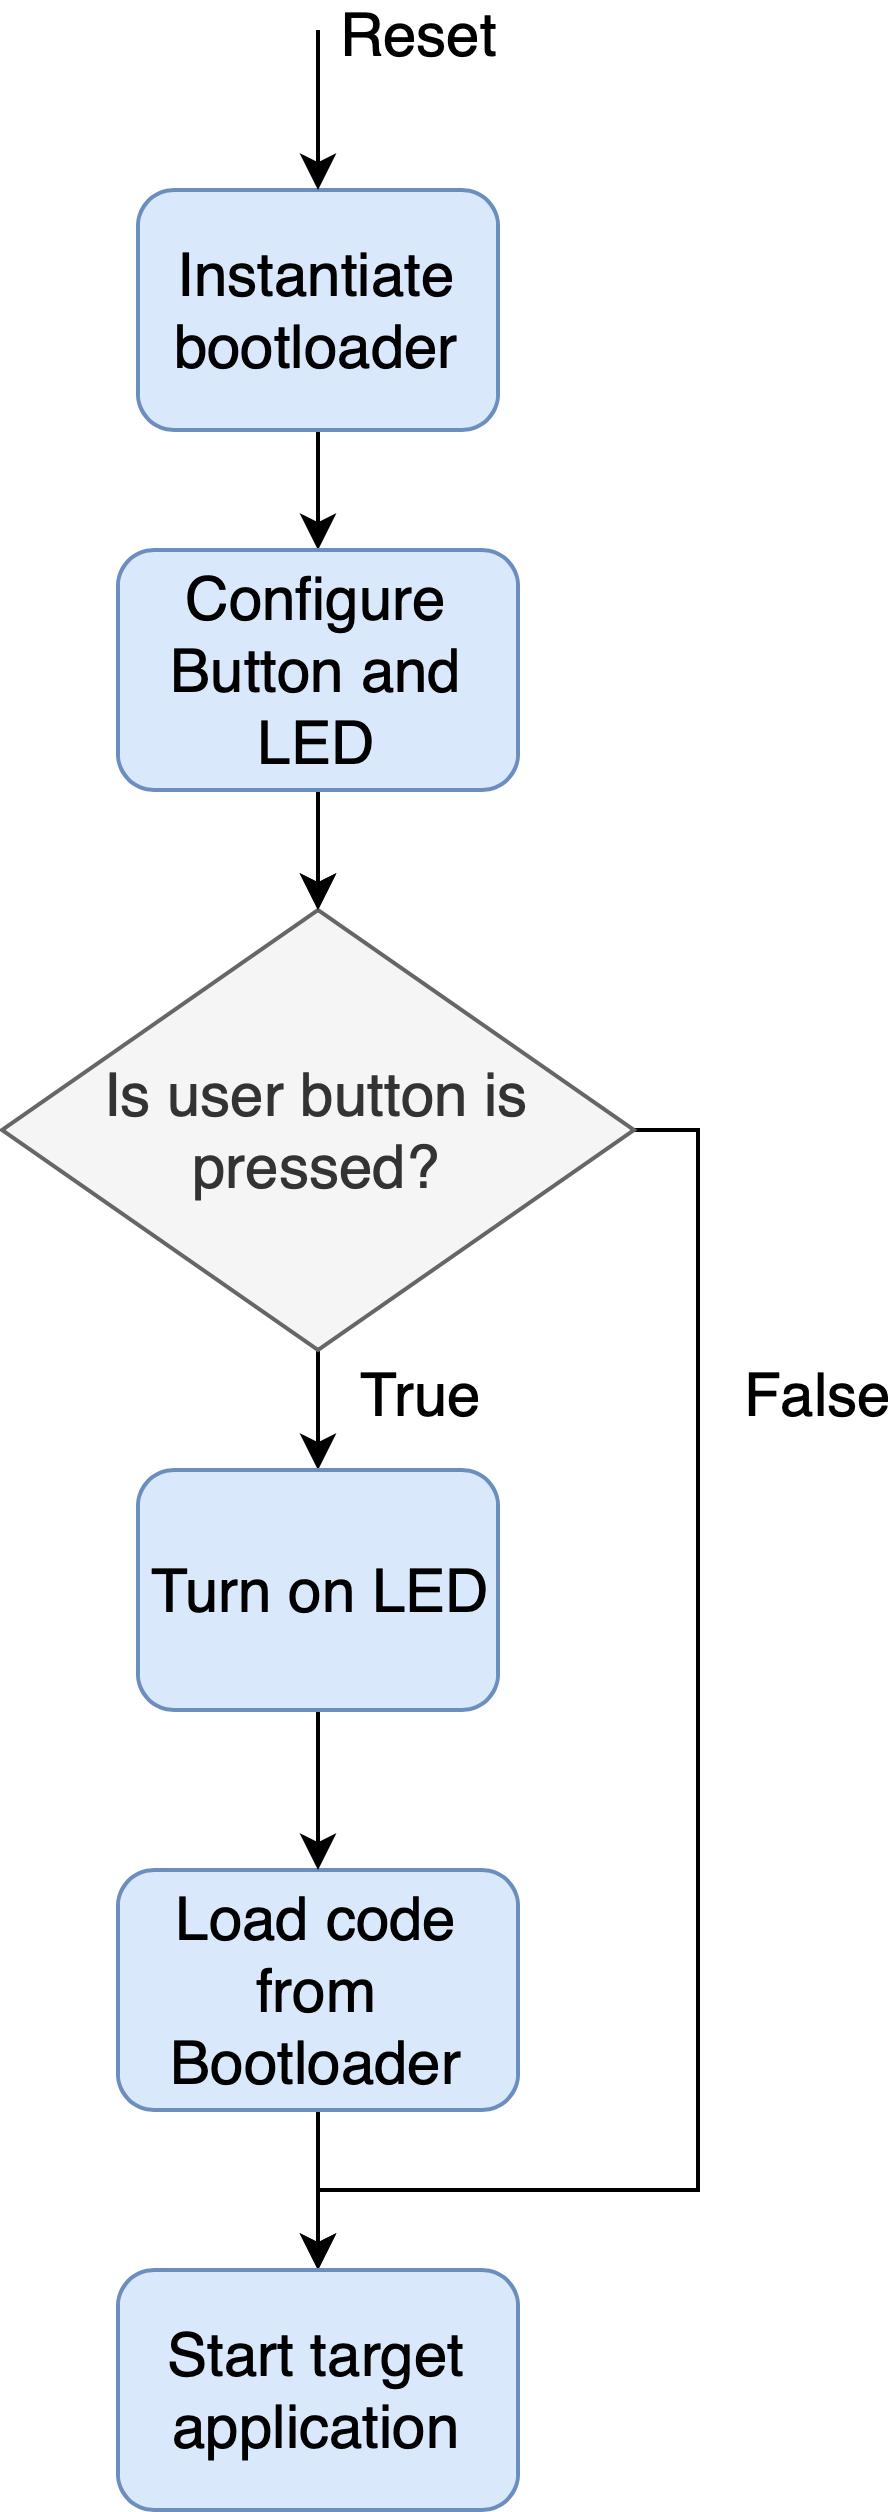 Reset
Instantiate
bootloader
Configure
Button and
LED
Is user button is
pressed?
True
False
Turn on LED
Load code
from
Bootloader
Start target
application